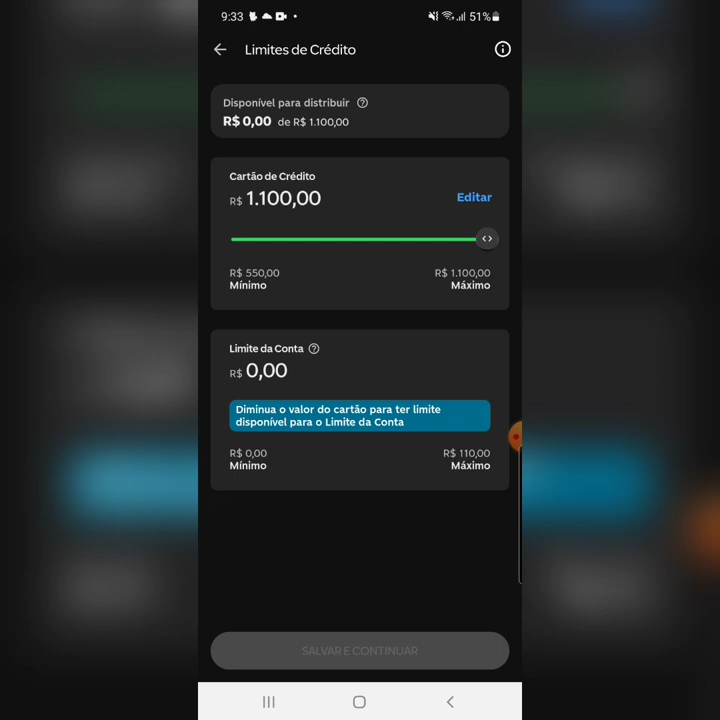 9:33
51%
Limites de Crédito
Disponível para distribuir
R$ 0,00 de R$ 1.100,00
Cartão de Crédito
R$ 1.100,00
Editar
R$ 550,00 R$ 1.100,00
Mínimo Máximo
Limite da Conta
R$ 0,00
Diminua o valor do cartão para ter limite
disponível para o Limite da Conta
R$ 0,00 R$ 110,00
Mínimo Máximo
SALVAR E CONTINUAR